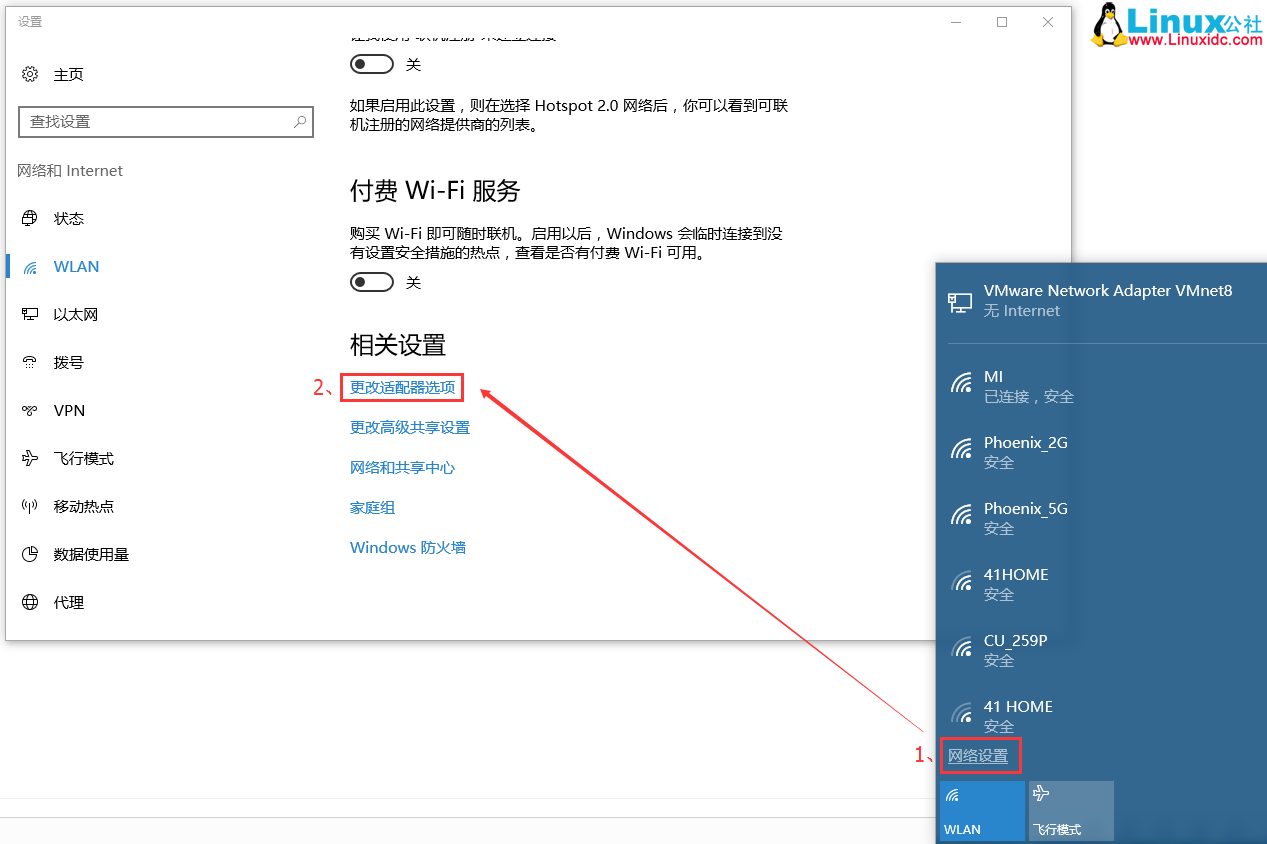 设置
Linux公社
www.Linuxidc.com
主页
查找设置
网络和 Internet
状态
WLAN
以太网
拨号
VPN
飞行模式
移动热点
数据使用量
代理
关
如果启用此设置，则在选择 Hotspot 2.0 网络后，你可以看到可联
机注册的网络提供商的列表。
付费 Wi-Fi 服务
购买 Wi-Fi 即可随时联机。启用以后，Windows 会临时连接到没
有设置安全措施的热点，查看是否有付费 Wi-Fi 可用。
关
相关设置
2、更改适配器选项
更改高级共享设置
网络和共享中心
家庭组
Windows 防火墙
VMware Network Adapter VMnet8
无 Internet
MI
已连接，安全
Phoenix_2G
安全
Phoenix_5G
安全
41HOME
安全
CU_259P
安全
41 HOME
安全
1、网络设置
WLAN
飞行模式